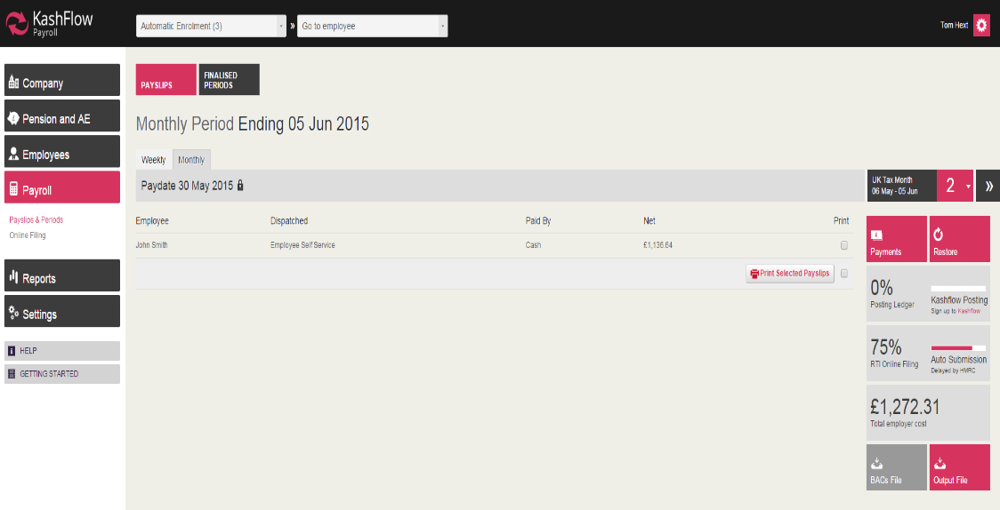 KashFlow
Payroll
Automatic Enrolment (3)
»
Go to employee
Tom Hext
Company
Pension and AE
Employees
Payroll
Payslips & Periods
Online Filing
Reports
Settings
HELP
GETTING STARTED
PAYSLIPS
FINALISED
PERIODS
Monthly Period Ending 05 Jun 2015
Weekly Monthly
Paydate 30 May 2015
UK Tax Month
06 May - 05 Jun
2
»
Employee Dispatched Paid By Net Print
John Smith Employee Self Service Cash £1,136.64
Print Selected Payslips
Payments
Restore
0%
Posting Ledger
Kashflow Posting
Sign up to Kashflow
75%
RTI Online Filing
Auto Submission
Delayed by HMRC
£1,272.31
Total employer cost
BACs File
Output File